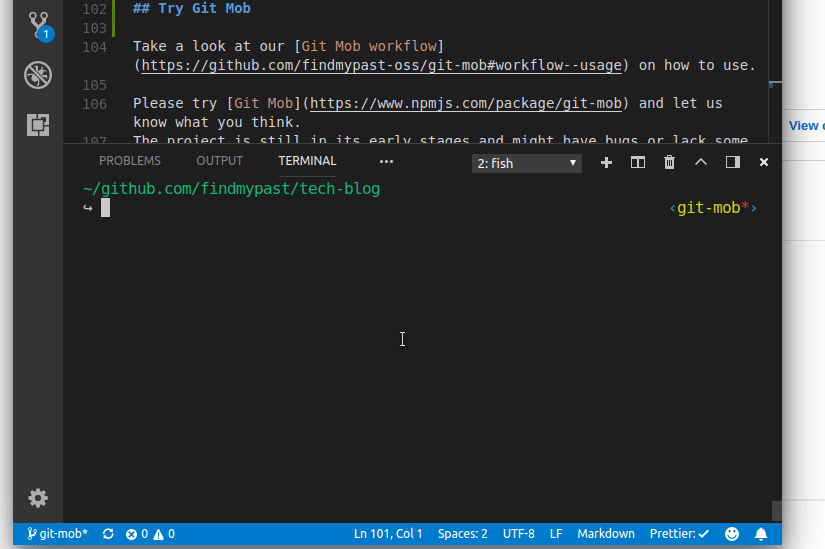 102 ## Try Git Mob
103
104 Take a look at our [Git Mob workflow]
(https://github.com/findmypast-oss/git-mob#workflow--usage) on how to use.
105
106 Please try [Git Mob](https://www.npmjs.com/package/git-mob) and let us
know what you think.
107 The project is still in its early stages and might have bugs or lack some
1
View
PROBLEMS OUTPUT TERMINAL ••• 2: fish
~/github.com/findmypast/tech-blog
↪ ‹git-mob*›
git-mob* 0 0 Ln 101, Col 1 Spaces: 2 UTF-8 LF Markdown Prettier: ✓